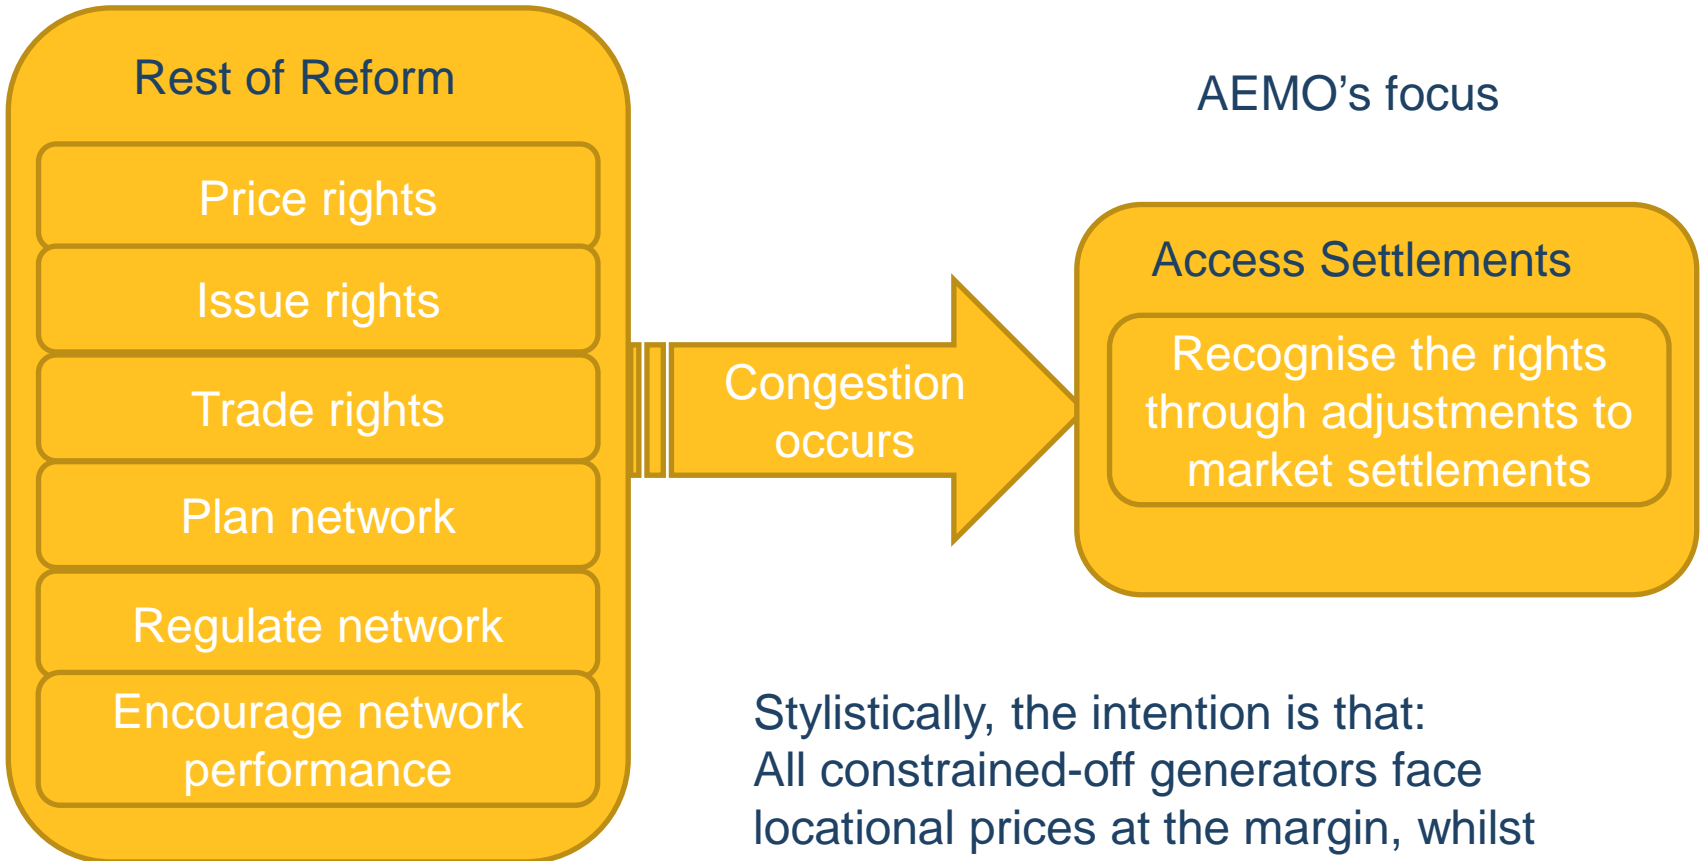 Rest of Reform
Price rights
Issue rights
Trade rights
Plan network
Regulate network
Encourage network
performance
Congestion
occurs
AEMO’s focus
Access Settlements
Recognise the rights
through adjustments to
market settlements
Stylistically, the intention is that:
All constrained-off generators face
locational prices at the margin, whilst